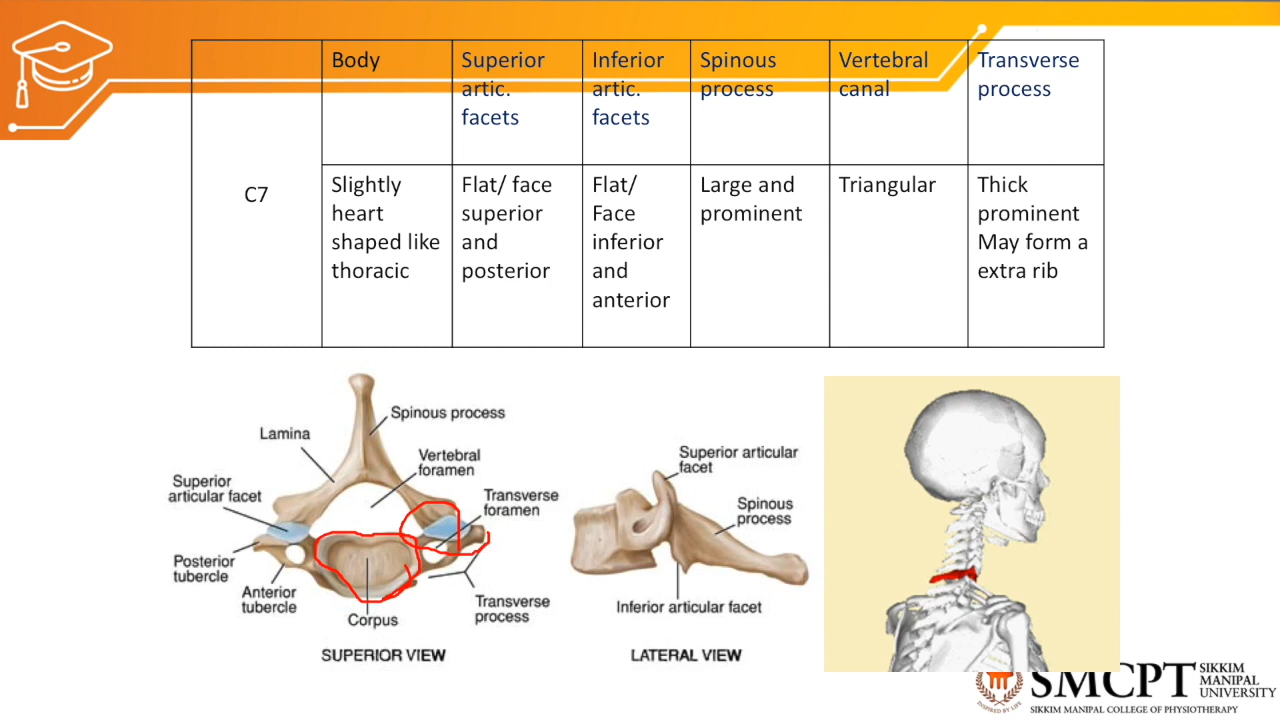 Body
Superior
artic.
facets
Inferior
artic.
facets
Spinous
process
Vertebral
canal
Transverse
process
C7
Slightly
heart
shaped like
thoracic
Flat/ face
superior
and
posterior
Flat/
Face
inferior
and
anterior
Large and
prominent
Triangular
Thick
prominent
May form a
extra rib
Spinous process
Lamina
Vertebral
foramen
Superior
articular facet
Transverse
foramen
Posterior
tubercle
Anterior
tubercle
Corpus
Transverse
process
SUPERIOR VIEW
Superior articular
facet
Spinous
process
Inferior articular facet
LATERAL VIEW
INSPIRED BY LIFE
SMCPT
SIKKIM
MANIPAL
UNIVERSITY
SIKKIM MANIPAL COLLEGE OF PHYSIOTHERAPY